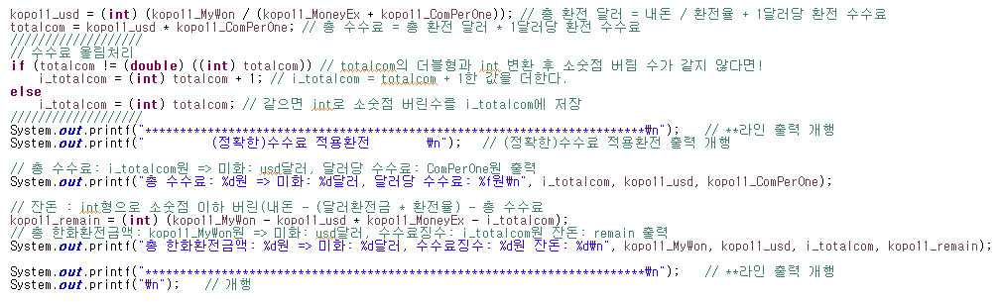 kopo11_usd = (int) (kopo11_MyWon / (kopo11_MoneyEx + kopo11_ComPerOne)); // 총 환전 달러 = 내돈 / 환전율 + 1달러당 환전 수수료
totalcom = kopo11_usd * kopo11_ComPerOne; // 총 수수료 = 총 환전 달러 * 1달러당 환전 수수료
///////////////////
// 수수료 올림처리
if (totalcom != (double) ((int) totalcom)) // totalcom의 더블형과 int 변환 후 소숫점 버림 수가 같지 않다면!
    i_totalcom = (int) totalcom + 1; // i_totalcom = totalcom + 1한 값을 더한다.
else
    i_totalcom = (int) totalcom; // 같으면 int로 소숫점 버린수를 i_totalcom에 저장
///////////////////
System.out.printf("************************************************************************₩n");    // **라인 출력 개행
System.out.printf("          (정확한)수수료 적용환전        ₩n");    // (정확한)수수료 적용환전 출력 개행
// 총 수수료: i_totalcom원 => 미화: usd달러, 달러당 수수료: ComPerOne원 출력
System.out.printf("총 수수료: %d원 => 미화: %d달러, 달러당 수수료: %f원₩n", i_totalcom, kopo11_usd, kopo11_ComPerOne);
// 잔돈 : int형으로 소숫점 이하 버린(내돈 - (달러환전금 * 환전율) - 총 수수료
kopo11_remain = (int) (kopo11_MyWon - kopo11_usd * kopo11_MoneyEx - i_totalcom);
// 총 한화환전금액: kopo11_MyWon원 => 미화: usd달러, 수수료징수: i_totalcom원 잔돈: remain 출력
System.out.printf("총 한화환전금액: %d원 => 미화: %d달러, 수수료징수: %d원 잔돈: %d₩n", kopo11_MyWon, kopo11_usd, i_totalcom, kopo11_remain);
System.out.printf("************************************************************************₩n");    // **라인 출력 개행
System.out.printf("₩n");    // 개행